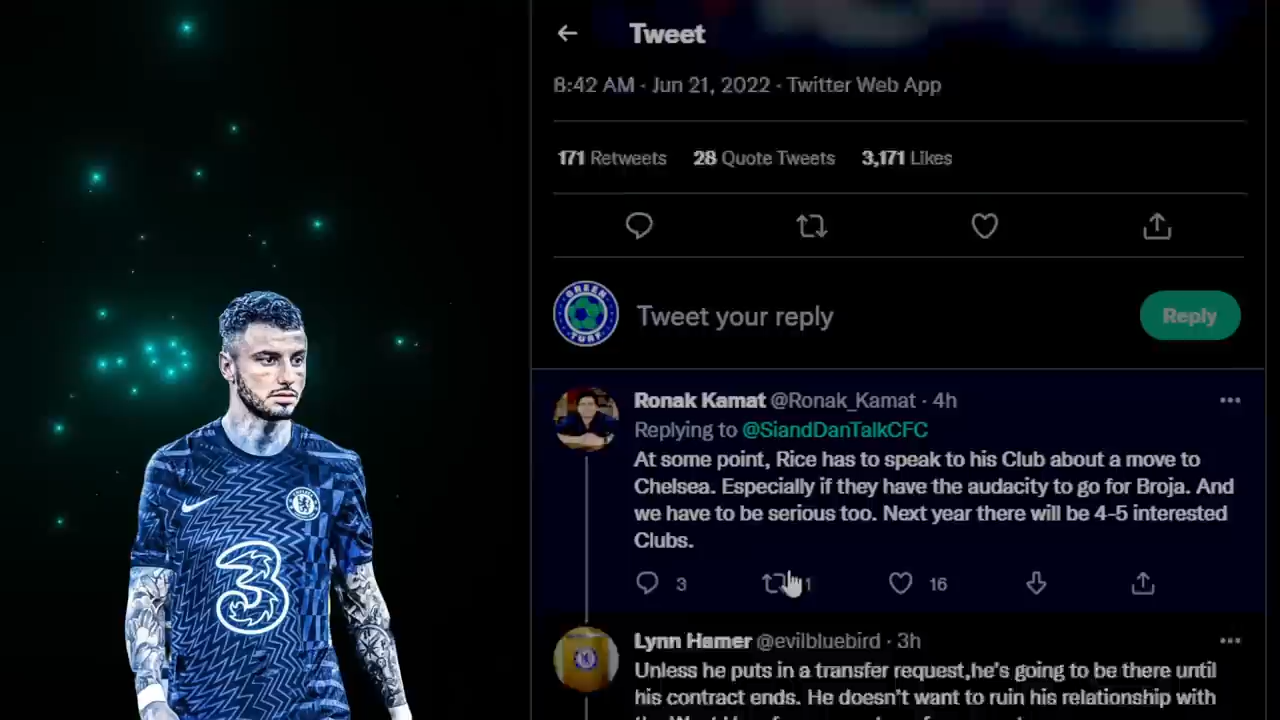 Tweet
8:42 AM · Jun 21, 2022 · Twitter Web App
171 Retweets 28 Quote Tweets 3,171 Likes
GREEN
TURF
Tweet your reply
Reply
Ronak Kamat @Ronak_Kamat · 4h
Replying to @SiandDanTalkCFC
At some point, Rice has to speak to his Club about a move to
Chelsea. Especially if they have the audacity to go for Broja. And
we have to be serious too. Next year there will be 4-5 interested
Clubs.
3 1 16
Lynn Hamer @evilbluebird · 3h
Unless he puts in a transfer request,he's going to be there until
his contract ends. He doesn't want to ruin his relationship with
3